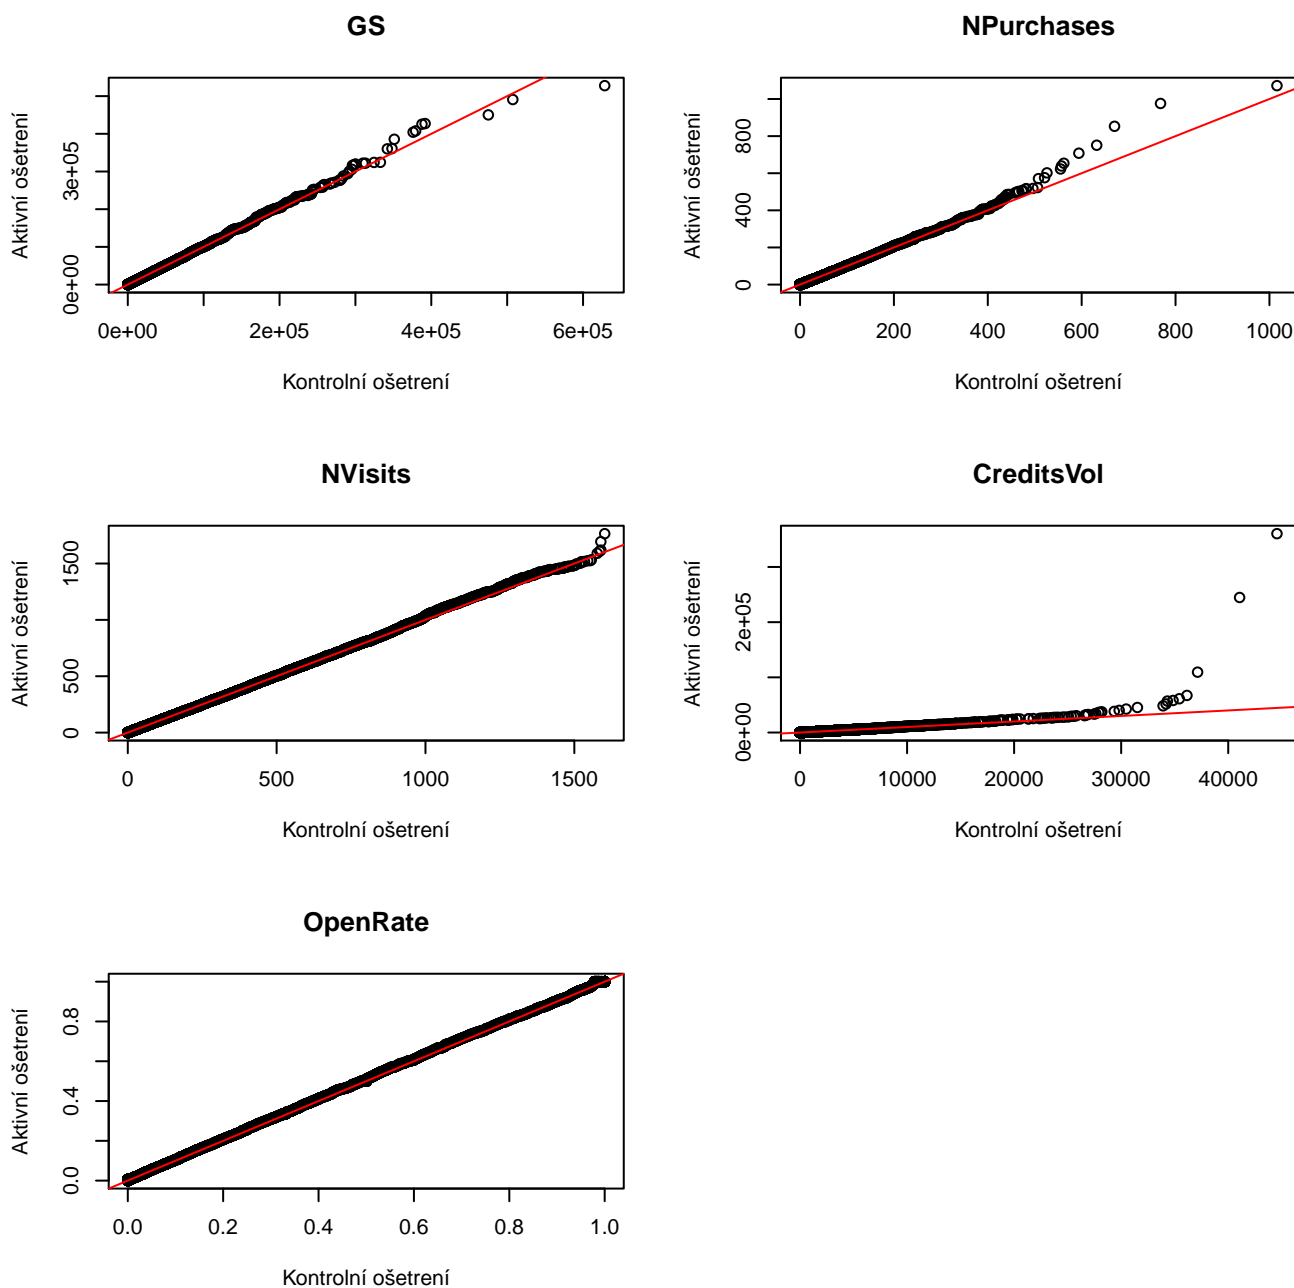 GS
Aktivní ošetrení
0e+00 3e+05
0e+00 2e+05 4e+05 6e+05
Kontrolní ošetrení
NPurchases
Aktivní ošetrení
0 400 800
0 200 400 600 800 1000
Kontrolní ošetrení
NVisits
Aktivní ošetrení
0 500 1500
0 500 1000 1500
Kontrolní ošetrení
CreditsVol
Aktivní ošetrení
0e+00 2e+05
0 10000 20000 30000 40000
Kontrolní ošetrení
OpenRate
Aktivní ošetrení
0.0 0.4 0.8
0.0 0.2 0.4 0.6 0.8 1.0
Kontrolní ošetrení